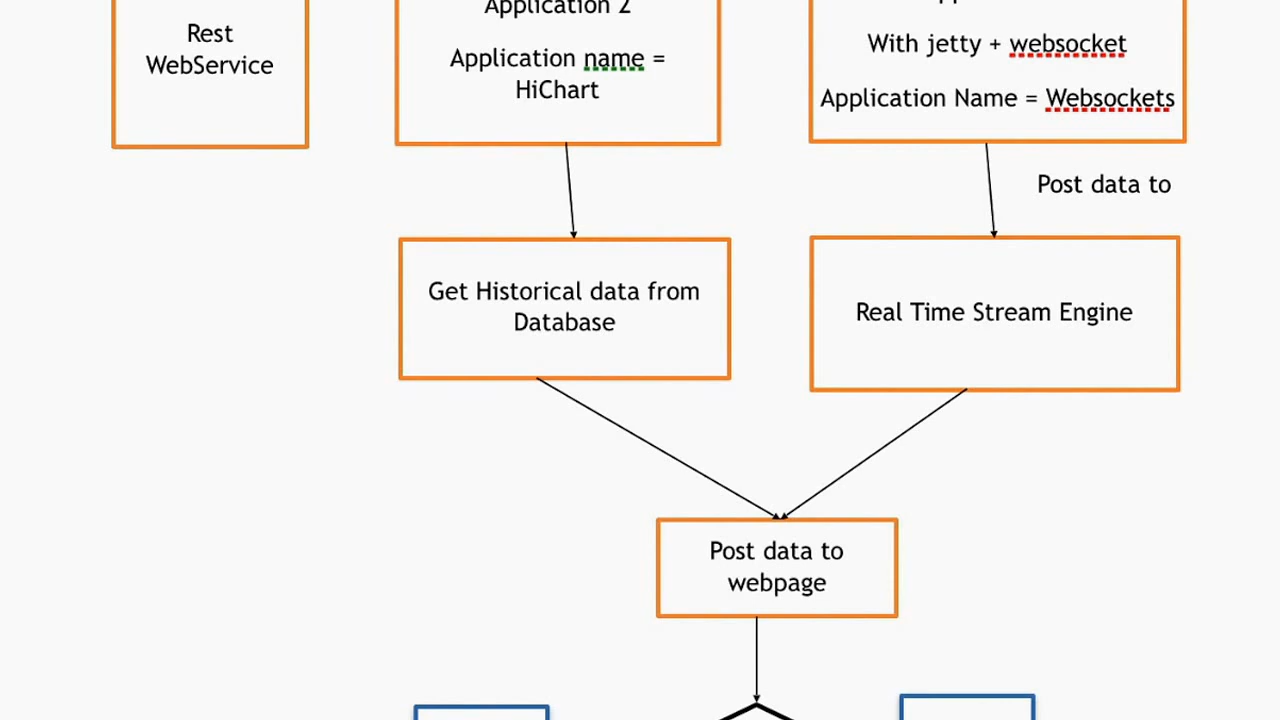 Rest
WebService
Application 2
Application name =
HiChart
With jetty + websocket
Application Name = Websockets
Post data to
Get Historical data from
Database
Real Time Stream Engine
Post data to
webpage